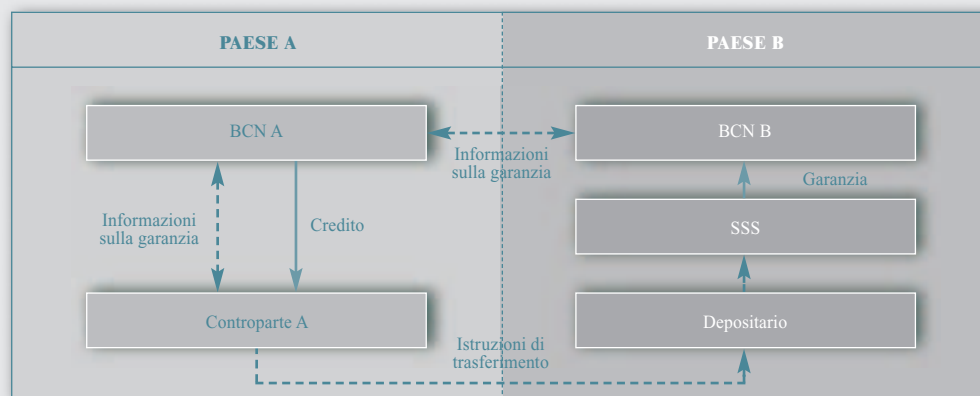 PAESE A
PAESE B
BCN A
BCN B
Informazioni
sulla garanzia
Garanzia
Informazioni
sulla garanzia
Credito
SSS
Controparte A
Depositario
Istruzioni di
trasferimento